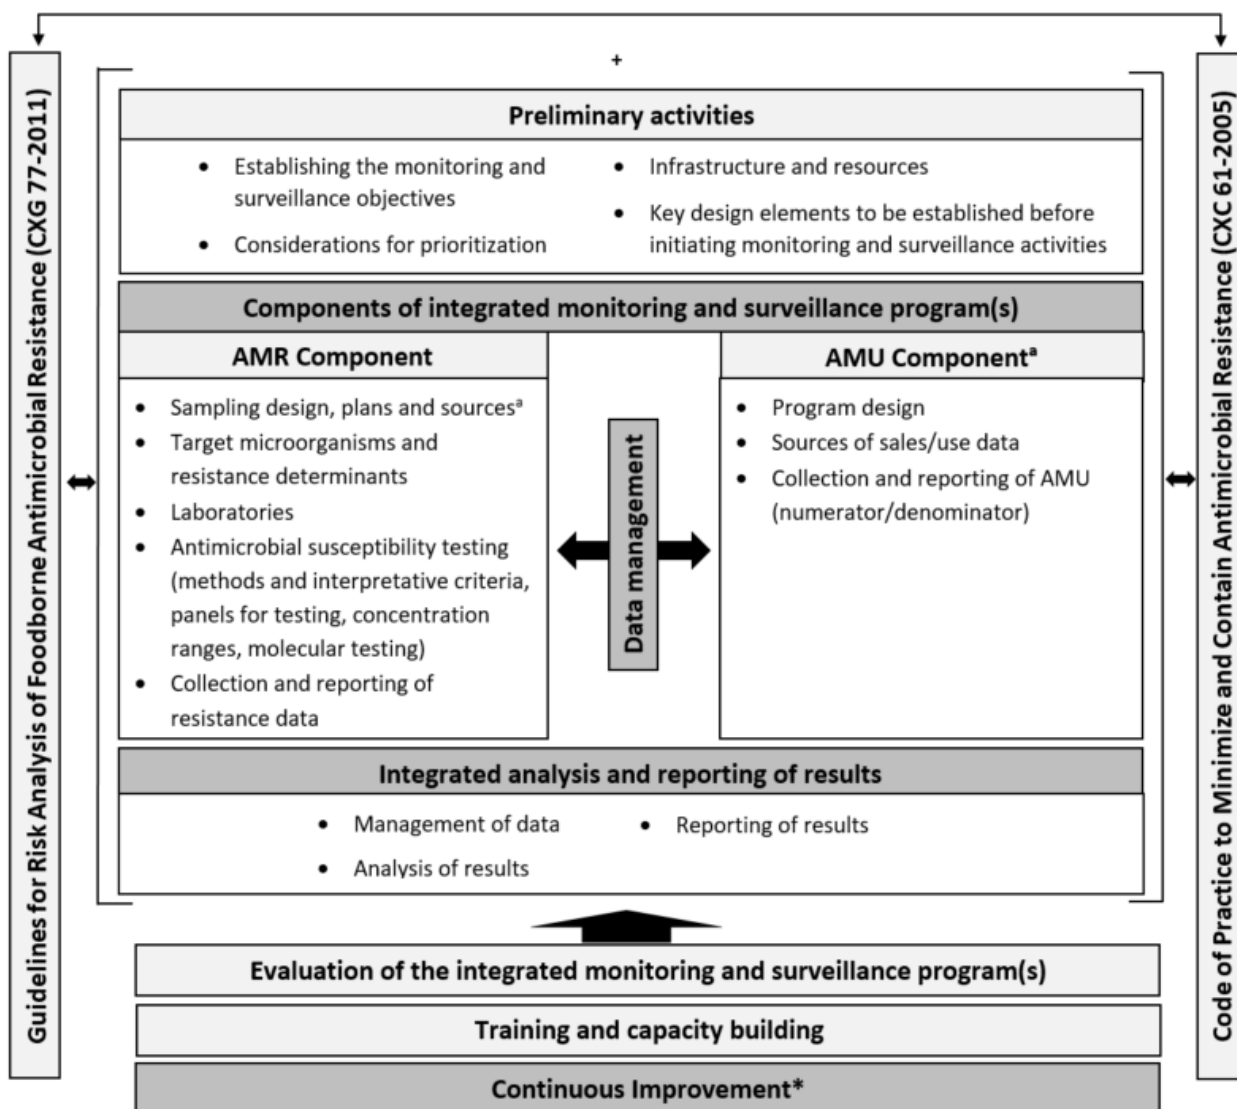 Guidelines for Risk Analysis of Foodborne Antimicrobial Resistance (CXG 77-2011)
+
Preliminary activities
• Establishing the monitoring and
surveillance objectives
• Considerations for prioritization
• Infrastructure and resources
• Key design elements to be established before
initiating monitoring and surveillance activities
Components of integrated monitoring and surveillance program(s)
AMR Component
• Sampling design, plans and sourcesᵃ
• Target microorganisms and
resistance determinants
• Laboratories
• Antimicrobial susceptibility testing
(methods and interpretative criteria,
panels for testing, concentration
ranges, molecular testing)
• Collection and reporting of
resistance data
Data management
AMU Componentᵃ
• Program design
• Sources of sales/use data
• Collection and reporting of AMU
(numerator/denominator)
Integrated analysis and reporting of results
• Management of data
• Analysis of results
• Reporting of results
Evaluation of the integrated monitoring and surveillance program(s)
Training and capacity building
Continuous Improvement*
Code of Practice to Minimize and Contain Antimicrobial Resistance (CXC 61-2005)